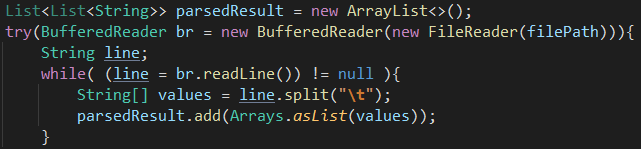 List<List<String>> parsedResult = new ArrayList<>();
try(BufferedReader br = new BufferedReader(new FileReader(filePath))){
    String line;
    while( (line = br.readLine()) != null ){
        String[] values = line.split("\t");
        parsedResult.add(Arrays.asList(values));
    }